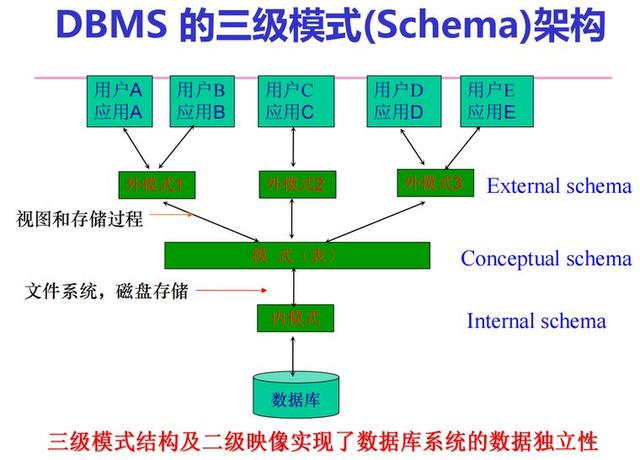 DBMS 的三级模式(Schema)架构
用户A
应用A
用户B
应用B
用户C
应用C
用户D
应用D
用户E
应用E
外模式1
外模式2
外模式3
External schema
视图和存储过程
模 式（表）
Conceptual schema
文件系统，磁盘存储
内模式
Internal schema
数据库
三级模式结构及二级映像实现了数据库系统的数据独立性